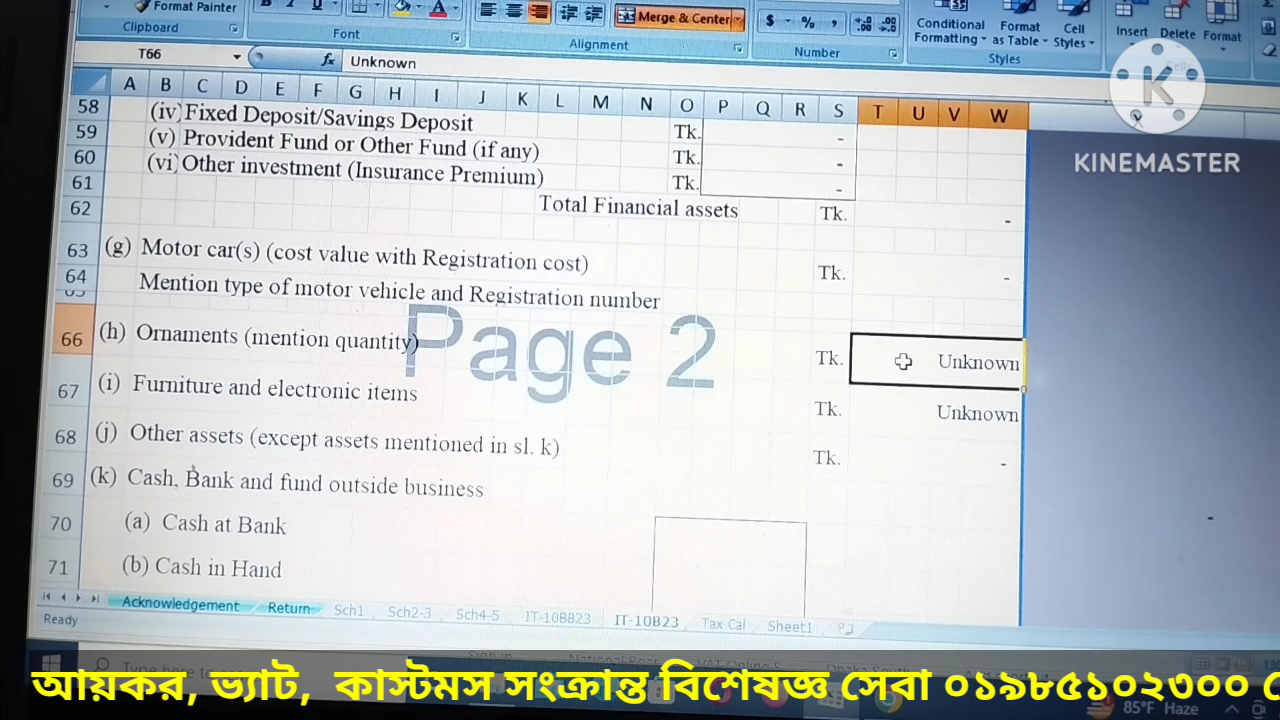 Format Painter
Merge & Center
$ % ,
Conditional Formatting
Format as Table
Cell Styles
Insert Delete Format
Clipboard Font Alignment Number Styles Cells
T66 fx Unknown
A B C D E F G H I J K L M N O P Q R S T U V W
58 (iv) Fixed Deposit/Savings Deposit Tk. -
59 (v) Provident Fund or Other Fund (if any) Tk. -
60 (vi) Other investment (Insurance Premium) Tk. -
61
62 Total Financial assets Tk. -
63 (g) Motor car(s) (cost value with Registration cost) Tk. -
64 Mention type of motor vehicle and Registration number
Page 2
66 (h) Ornaments (mention quantity) Tk. Unknown
67 (i) Furniture and electronic items Tk. Unknown
68 (j) Other assets (except assets mentioned in sl. k) Tk. -
69 (k) Cash, Bank and fund outside business
70 (a) Cash at Bank
71 (b) Cash in Hand
Acknowledgement Return Sch1 Sch2-3 Sch4-5 IT-10BB23 IT-10B23 Tax Cal Sheet1
Ready
Type here to
85°F Haze
K
KINEMASTER
আয়কর, ভ্যাট, কাস্টমস সংক্রান্ত বিশেষজ্ঞ সেবা ০১৯৮৫১০২৩০০